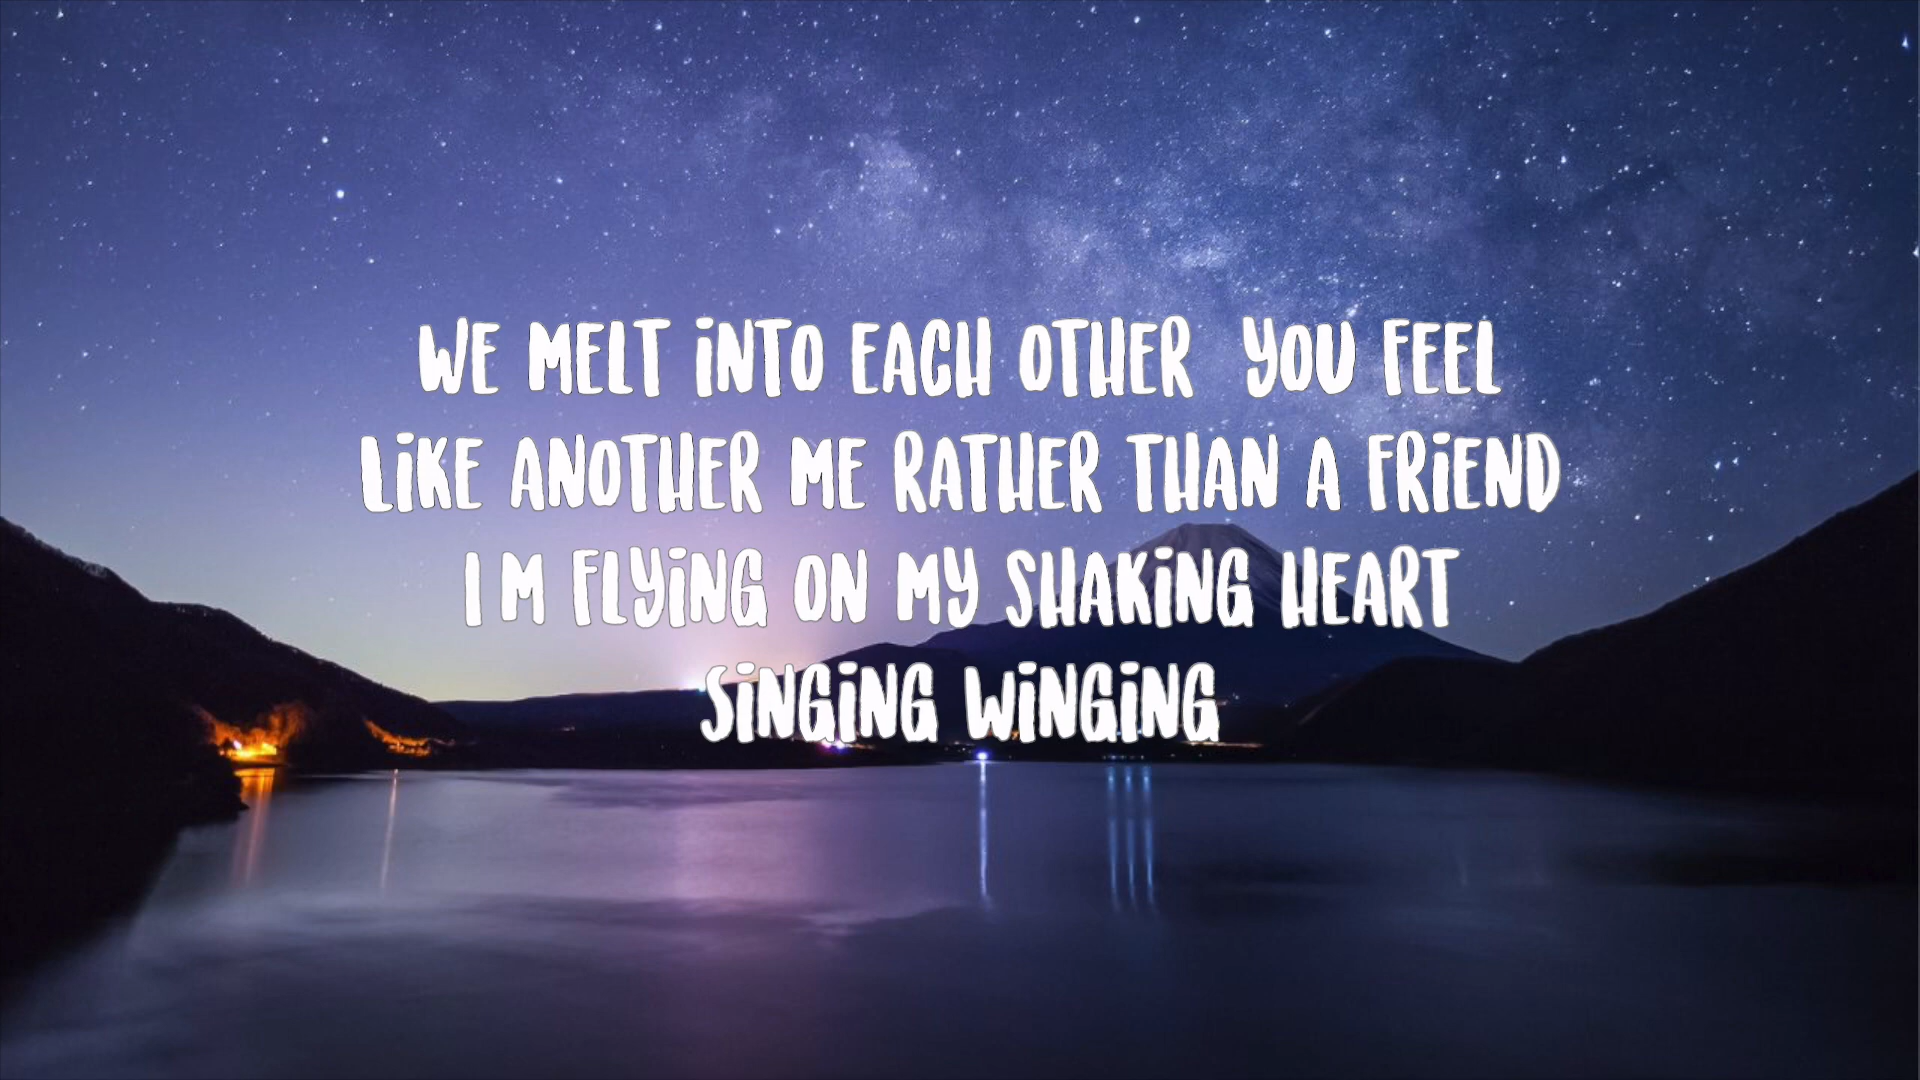 WE MELT INTO EACH OTHER  YOU FEEL
LIKE ANOTHER ME RATHER THAN A FRIEND
I M FLYING ON MY SHAKING HEART
SINGING WINGING